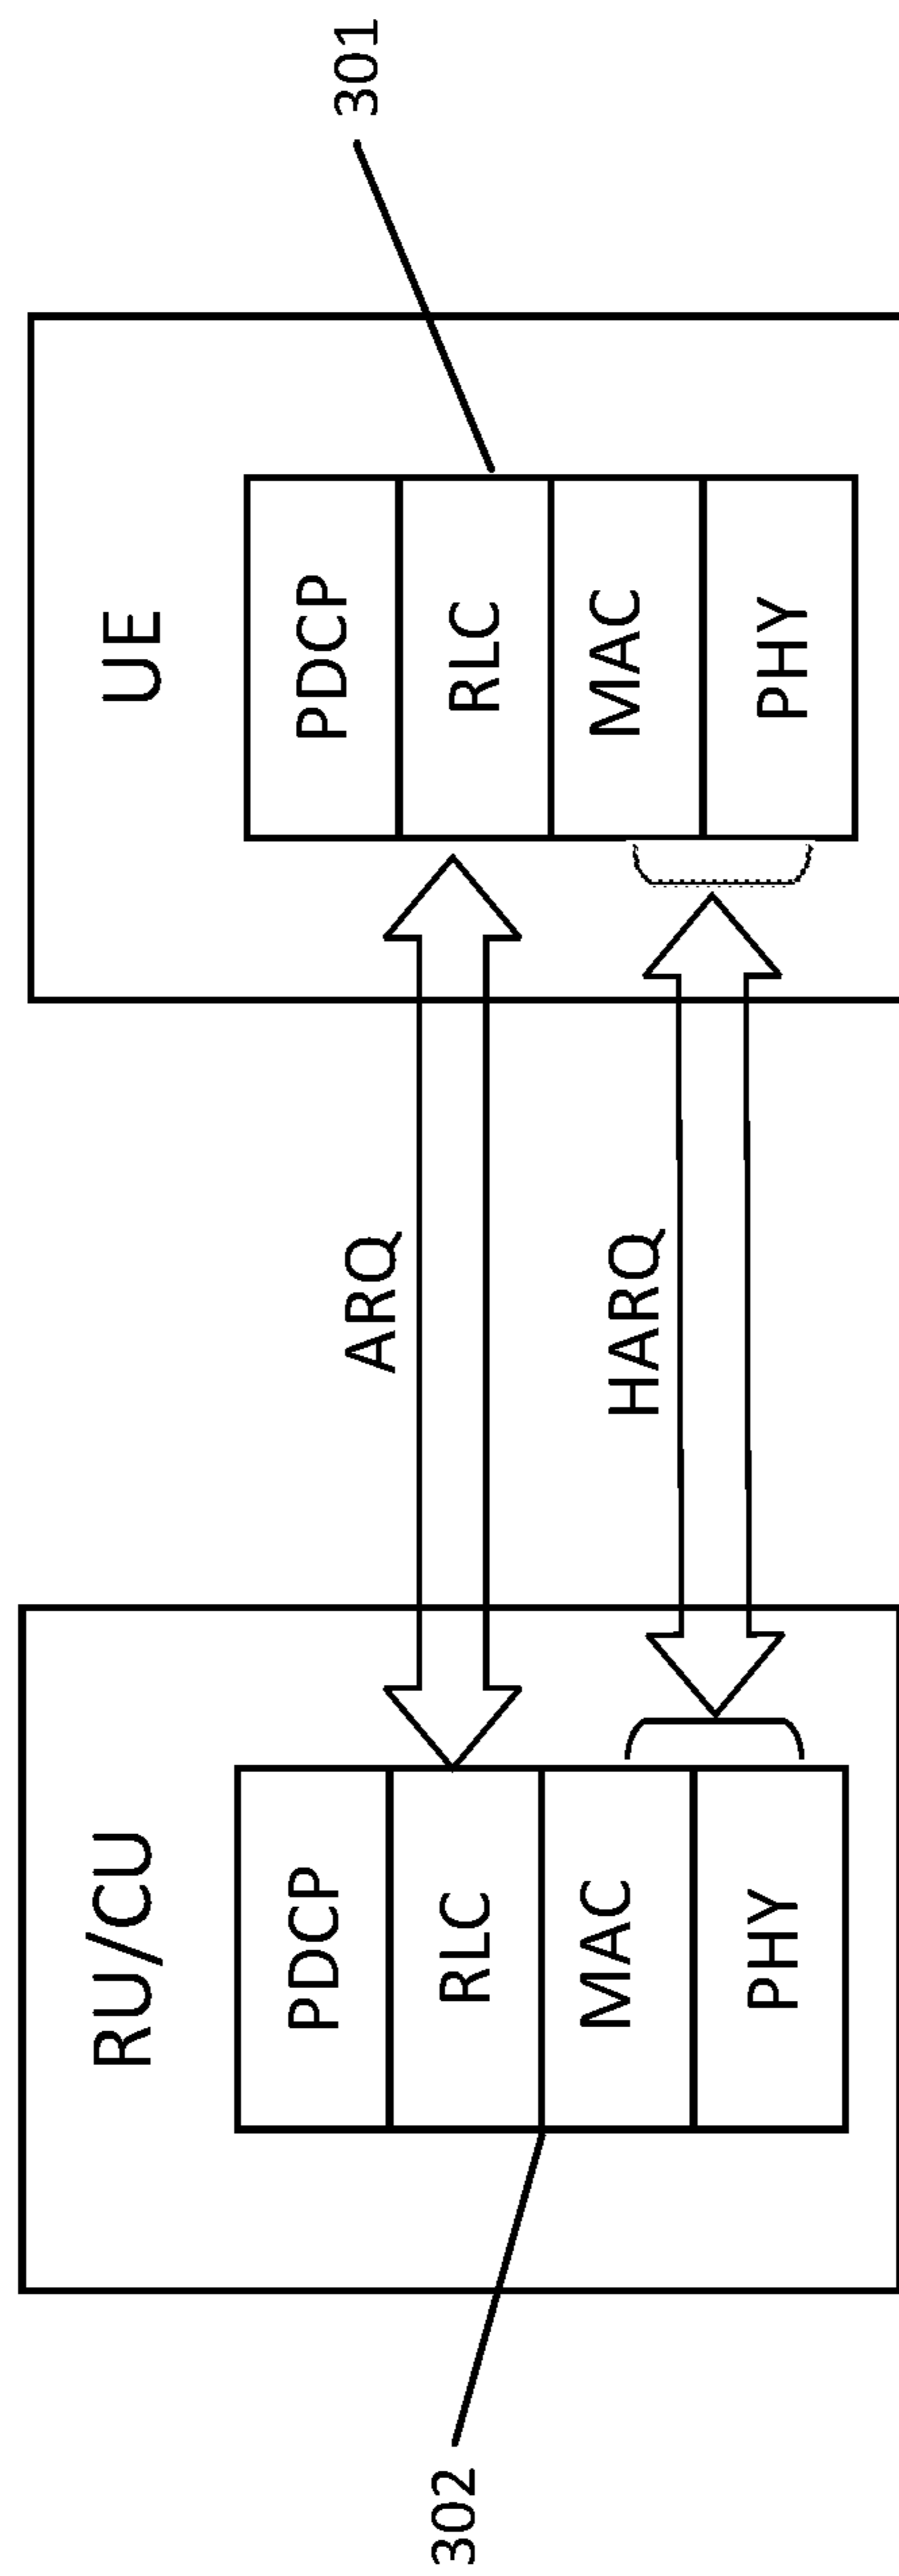 RU/CU
UE
PDCP
RLC
MAC
PHY
302
ARQ
HARQ
PDCP
RLC
MAC
PHY
301